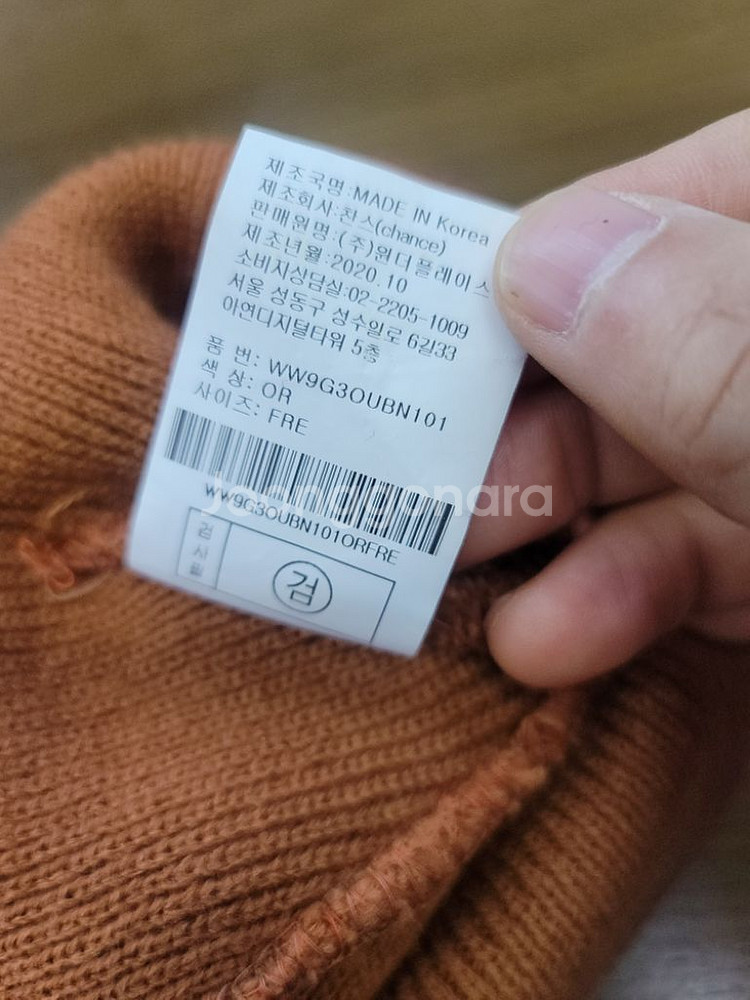 제조국명:MADE IN Korea
제조회사:찬스(chance)
판매원명:(주)원더플레이스
제조년월:2020.10
소비자상담실:02-2205-1009
서울 성동구 성수일로 6길33
이연디지털타워 5층
품 번: WW9G3OUBN101
색 상: OR
사이즈: FRE
WW9G3OUBN101ORFRE
검사필
검
Joonggonara